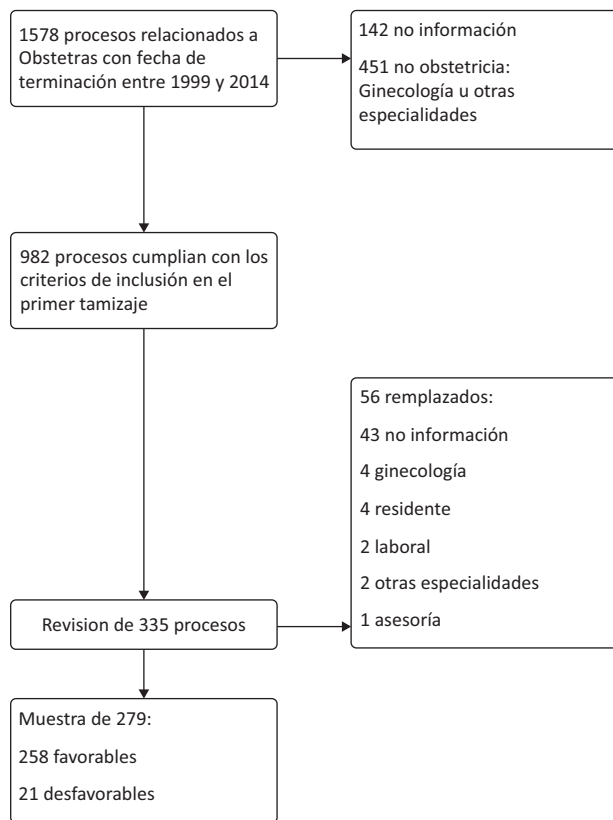 1578 procesos relacionados a
Obstetras con fecha de
terminación entre 1999 y 2014
142 no información
451 no obstetricia:
Ginecología u otras
especialidades
982 procesos cumplian con los
criterios de inclusión en el
primer tamizaje
56 remplazados:
43 no información
4 ginecología
4 residente
2 laboral
2 otras especialidades
1 asesoría
Revision de 335 procesos
Muestra de 279:
258 favorables
21 desfavorables